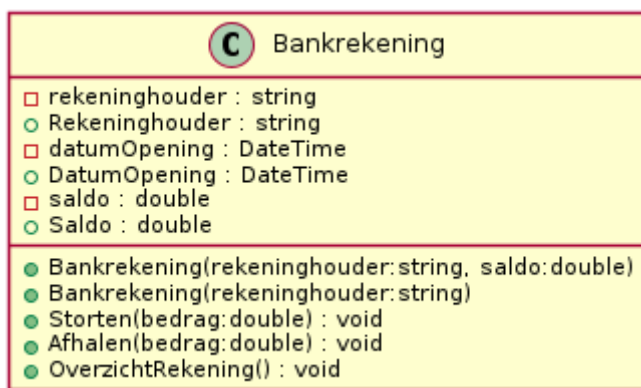 C Bankrekening
rekeninghouder : string
Rekeninghouder : string
datumOpening : DateTime
DatumOpening : DateTime
saldo : double
Saldo : double
Bankrekening(rekeninghouder:string, saldo:double)
Bankrekening(rekeninghouder:string)
Storten(bedrag:double) : void
Afhalen(bedrag:double) : void
OverzichtRekening() : void